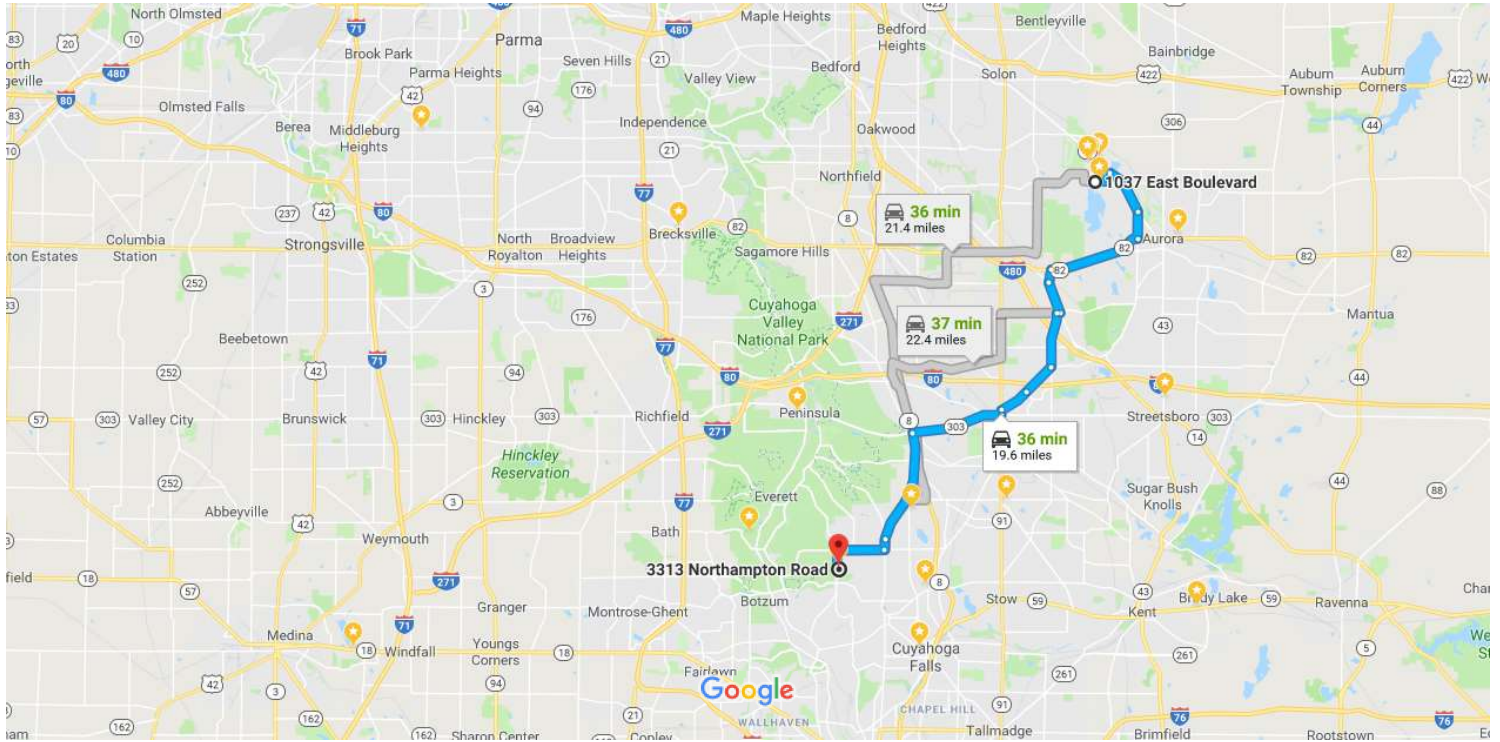 North Olmsted
Maple Heights
Bentleyville
Brook Park
Parma
Seven Hills
Bedford
Heights
Bainbridge
Parma Heights
Valley View
Bedford
Solon
Auburn
Township
Auburn
Corners
Olmsted Falls
Berea
Middleburg
Heights
Independence
Oakwood
Northfield
1037 East Boulevard
36 min
21.4 miles
Columbia
Station
Strongsville
North
Royalton
Broadview
Heights
Brecksville
Sagamore Hills
Aurora
ton Estates
Cuyahoga
Valley
National Park
37 min
22.4 miles
Mantua
Beebetown
Valley City
Brunswick
Hinckley
Richfield
Peninsula
Streetsboro
36 min
19.6 miles
Hinckley
Reservation
Everett
Sugar Bush
Knolls
Abbeyville
Weymouth
Bath
3313 Northampton Road
Botzum
Granger
Montrose-Ghent
Stow
Kent
Brady Lake
Ravenna
Medina
Windfall
Youngs
Corners
Fairlawn
Cuyahoga
Falls
Google
WALLHAVEN
CHAPEL HILL
Sharon Center
Copley
Tallmadge
Brimfield
Rootstown